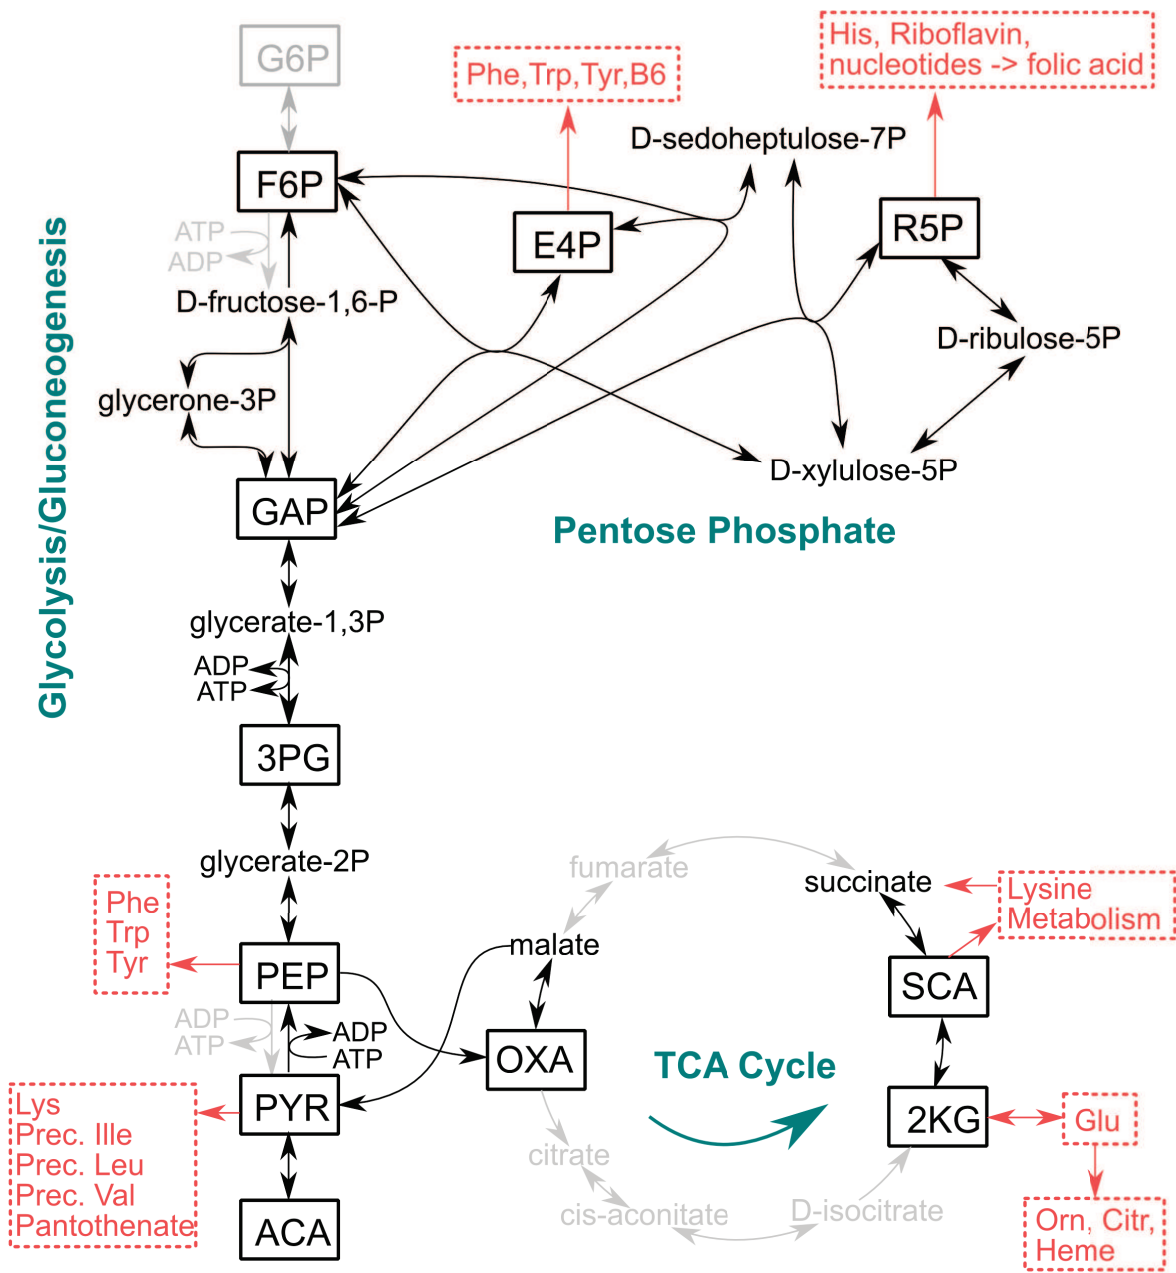 G6P
His, Riboflavin,
nucleotides -> folic acid
Phe,Trp,Tyr,B6
D-sedoheptulose-7P
F6P
E4P
R5P
ATP
ADP
D-fructose-1,6-P
D-ribulose-5P
glycerone-3P
D-xylulose-5P
GAP
Pentose Phosphate
Glycolysis/Gluconeogenesis
glycerate-1,3P
ADP
ATP
3PG
glycerate-2P
fumarate
succinate
Lysine
Metabolism
Phe
Trp
Tyr
malate
PEP
SCA
ADP
ATP
ADP
ATP
OXA
TCA Cycle
PYR
2KG
Glu
Lys
Prec. Ille
Prec. Leu
Prec. Val
Pantothenate
citrate
cis-aconitate
D-isocitrate
ACA
Orn, Citr,
Heme